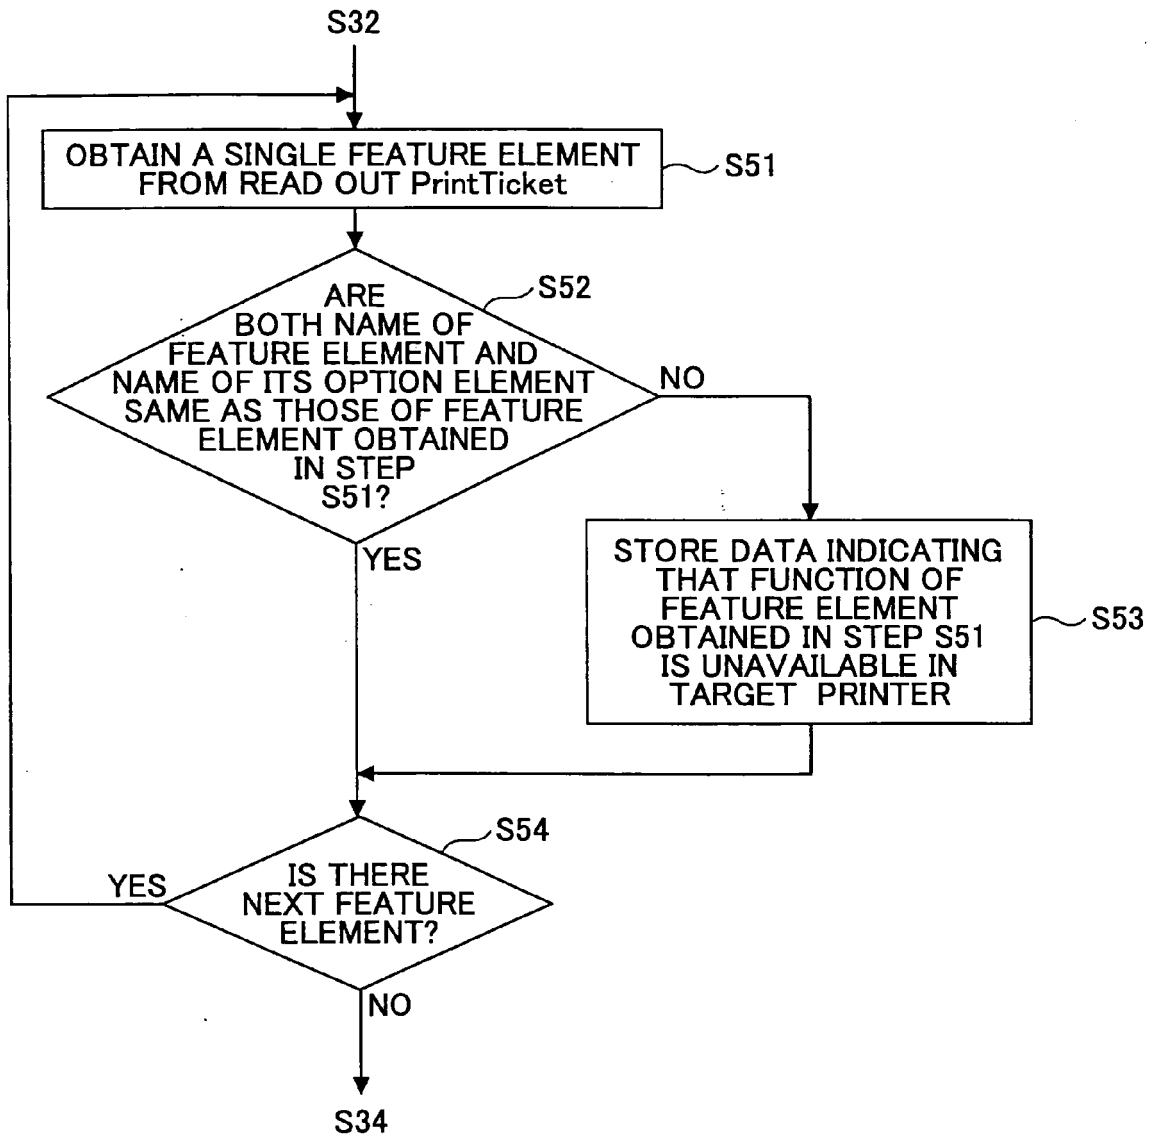 S32
OBTAIN A SINGLE FEATURE ELEMENT
FROM READ OUT PrintTicket
S51
ARE
BOTH NAME OF
FEATURE ELEMENT AND
NAME OF ITS OPTION ELEMENT
SAME AS THOSE OF FEATURE
ELEMENT OBTAINED
IN STEP
S51?
S52
NO
YES
STORE DATA INDICATING
THAT FUNCTION OF
FEATURE ELEMENT
OBTAINED IN STEP S51
IS UNAVAILABLE IN
TARGET PRINTER
S53
S54
YES
IS THERE
NEXT FEATURE
ELEMENT?
NO
S34